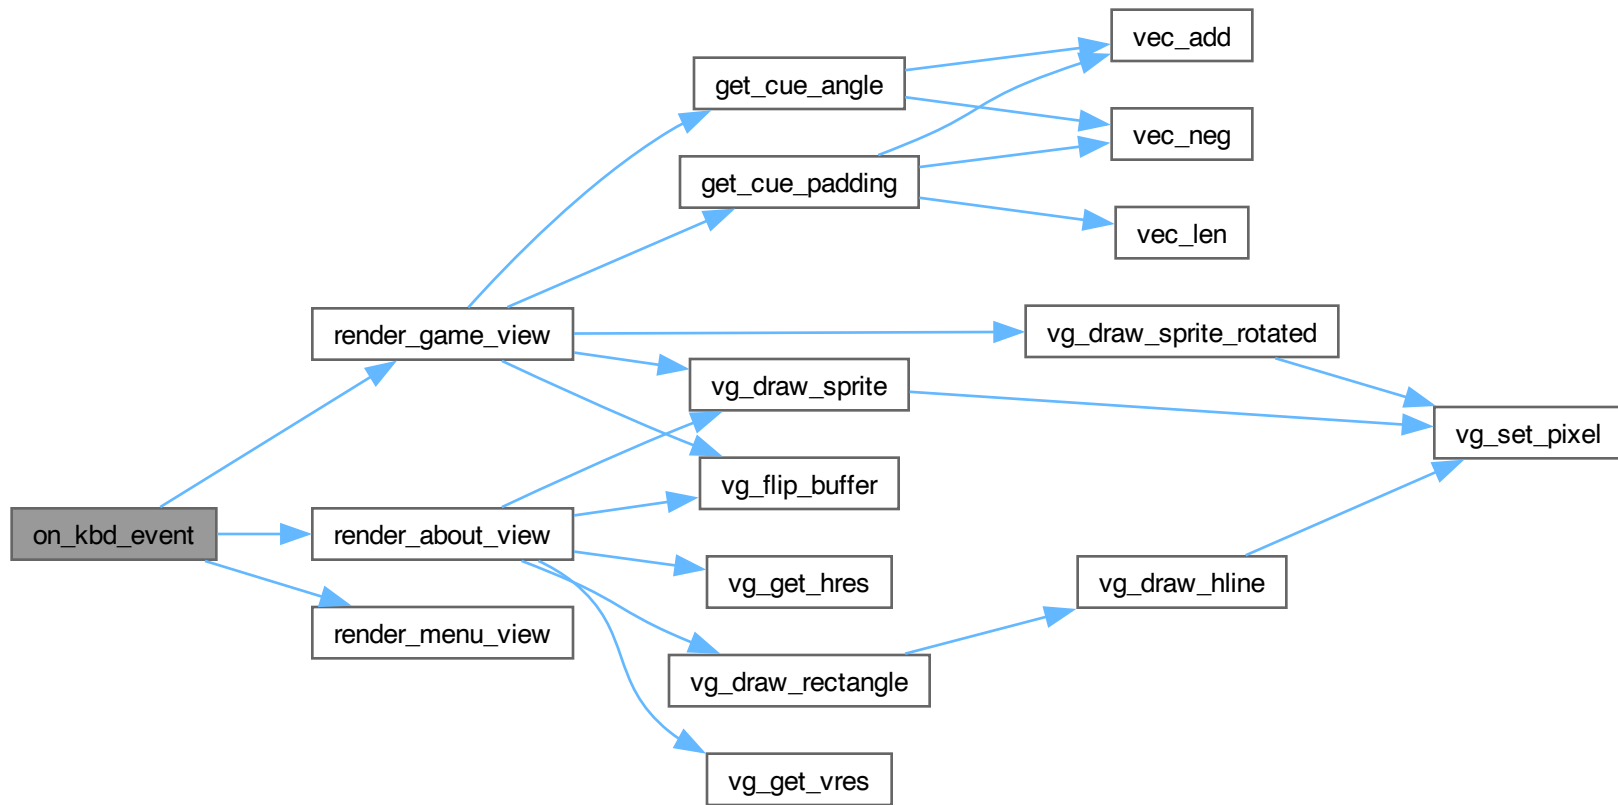 on_kbd_event
render_game_view
render_about_view
render_menu_view
get_cue_angle
get_cue_padding
vg_draw_sprite
vg_flip_buffer
vg_get_hres
vg_draw_rectangle
vg_get_vres
vec_add
vec_neg
vec_len
vg_draw_sprite_rotated
vg_draw_hline
vg_set_pixel